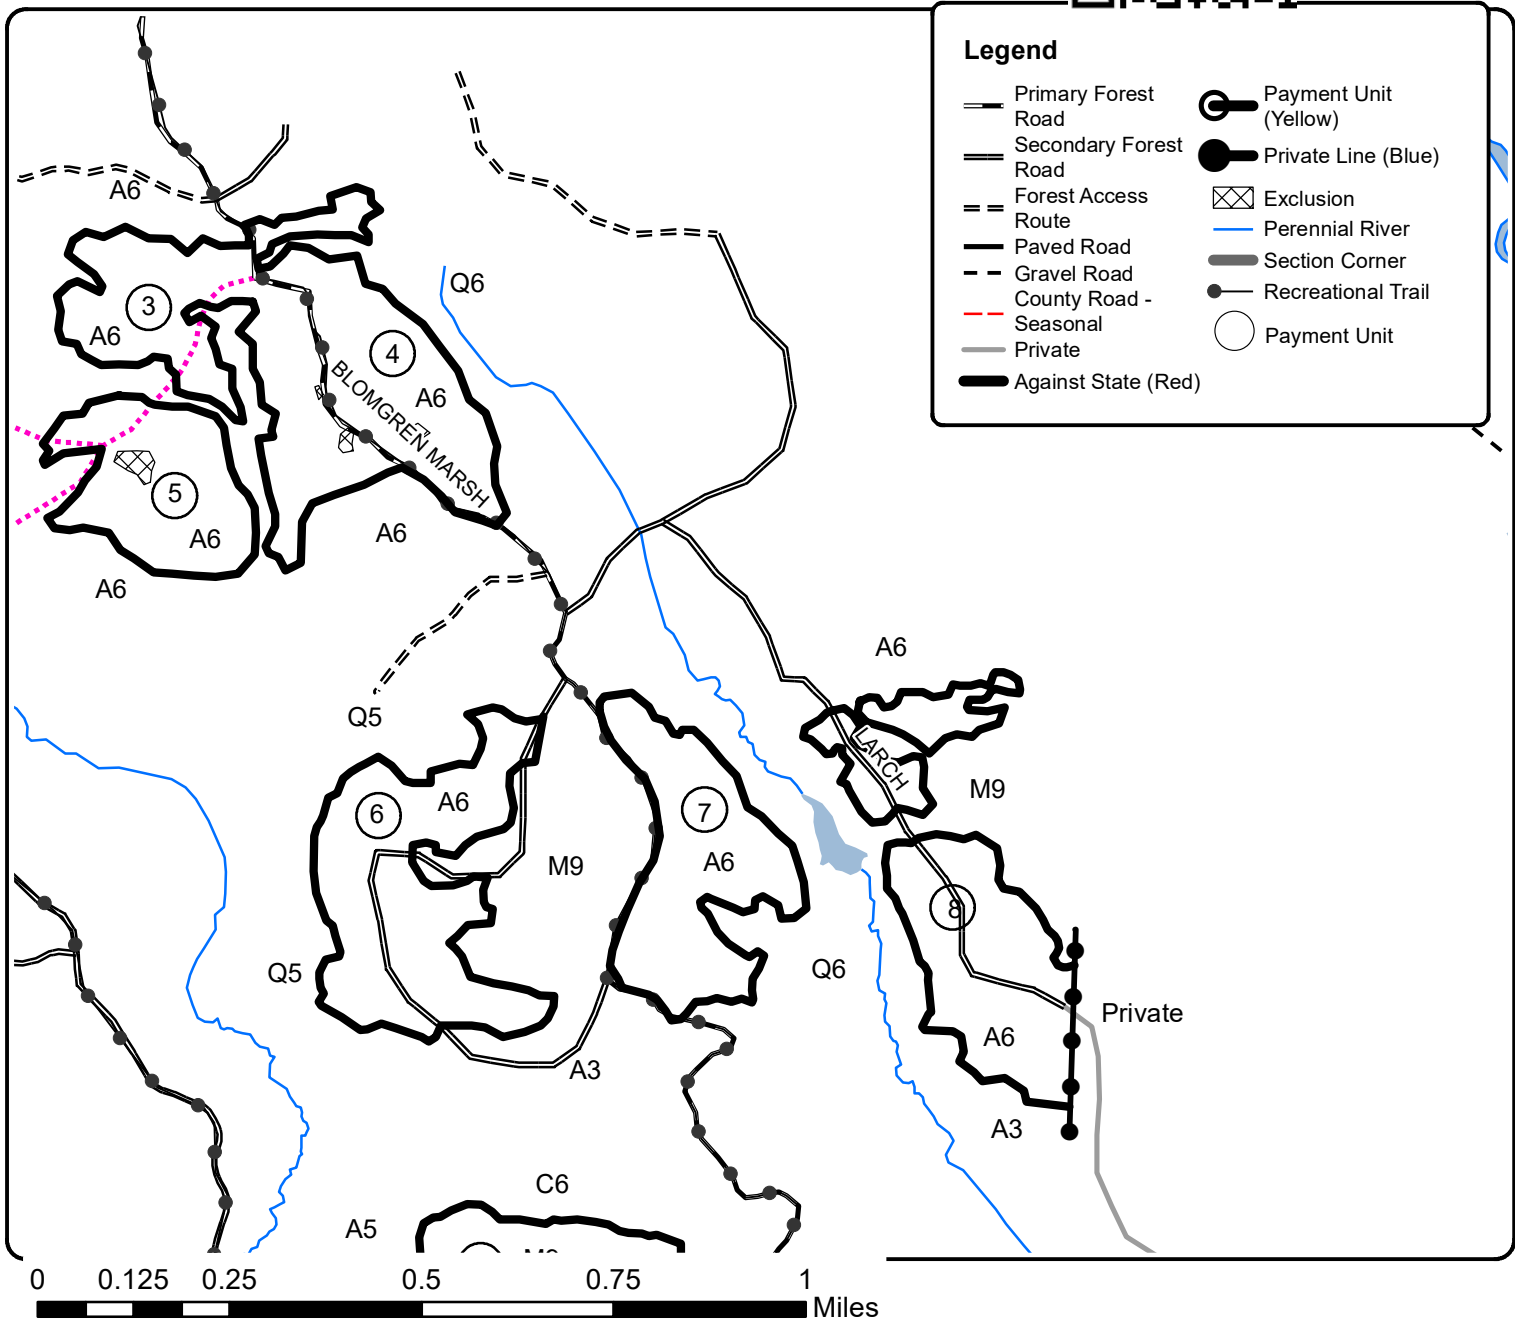 Legend
Primary Forest
Road
Secondary Forest
Road
Forest Access
Route
Paved Road
Gravel Road
County Road -
Seasonal
Private
Against State (Red)
Payment Unit
(Yellow)
Private Line (Blue)
Exclusion
Perennial River
Section Corner
Recreational Trail
Payment Unit
A6
Q6
3
A6
4
A6
BLOMGREN MARSH
5
A6
A6
A6
A6
Q5
LARCH
M9
6
A6
7
A6
M9
8
Q5
Q6
Private
A6
A3
A3
C6
A5
0
0.125
0.25
0.5
0.75
1
Miles